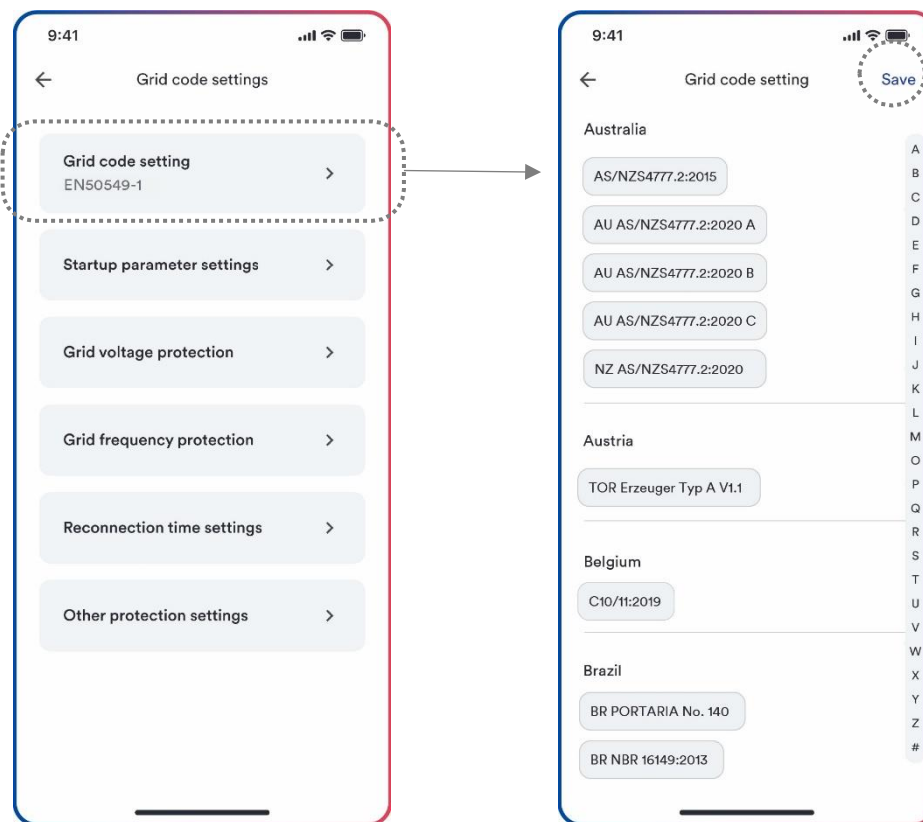 9:41
Grid code settings
Grid code setting
EN50549-1
Startup parameter settings
Grid voltage protection
Grid frequency protection
Reconnection time settings
Other protection settings
9:41
Grid code setting
Save
Australia
AS/NZS4777.2:2015
AU AS/NZS4777.2:2020 A
AU AS/NZS4777.2:2020 B
AU AS/NZS4777.2:2020 C
NZ AS/NZS4777.2:2020
Austria
TOR Erzeuger Typ A V1.1
Belgium
C10/11:2019
Brazil
BR PORTARIA No. 140
BR NBR 16149:2013
A
B
C
D
E
F
G
H
I
J
K
L
M
O
P
Q
R
S
T
U
V
W
X
Y
Z
#